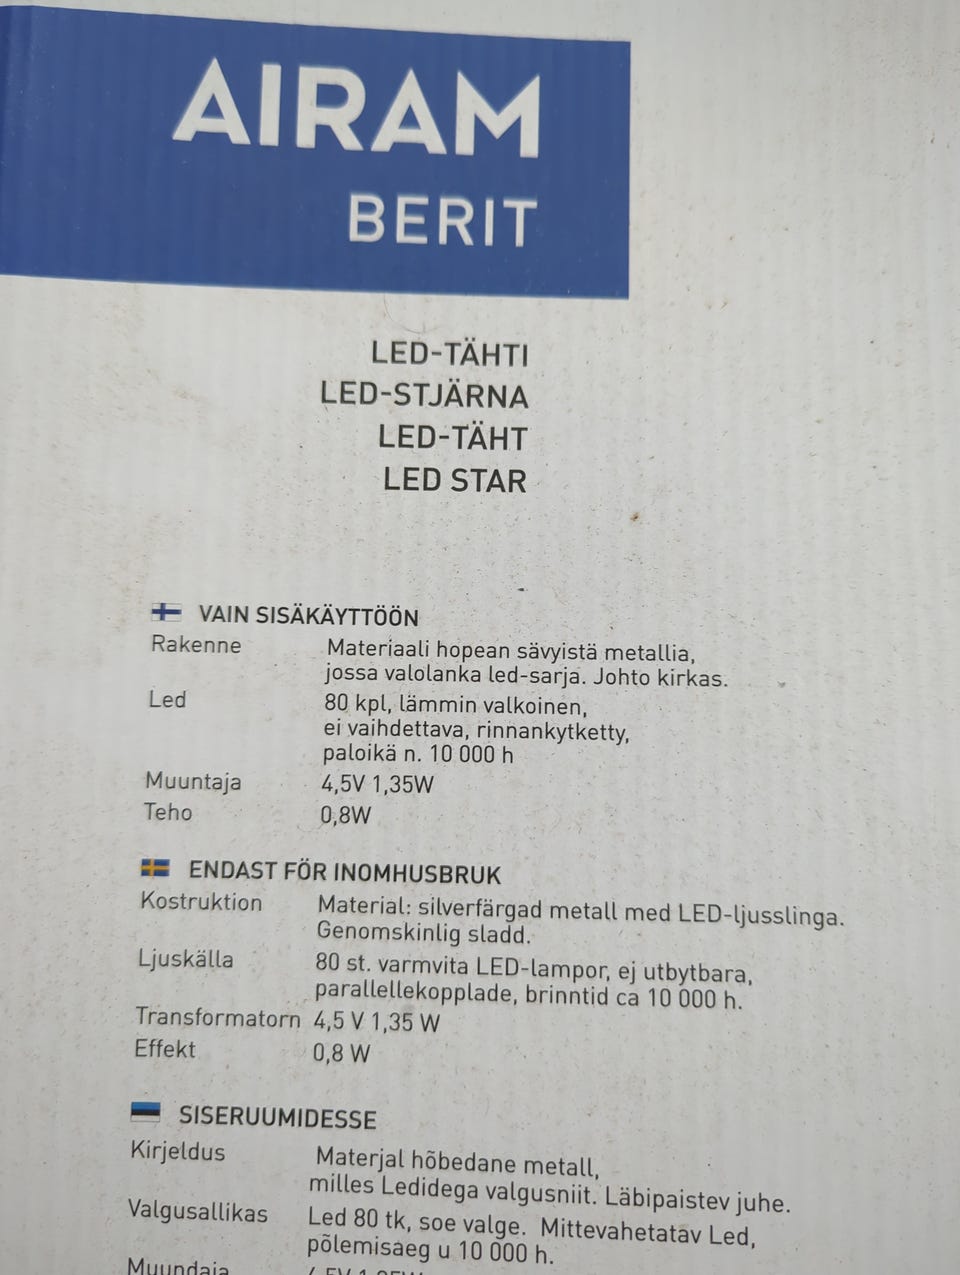 AIRAM
BERIT
LED-TÄHTI
LED-STJÄRNA
LED-TÄHT
LED STAR
VAIN SISÄKÄYTTÖÖN
Rakenne Materiaali hopean sävyistä metallia,
jossa valolanka led-sarja. Johto kirkas.
Led 80 kpl, lämmin valkoinen,
ei vaihdettava, rinnankytketty,
paloikä n. 10 000 h
Muuntaja 4,5V 1,35W
Teho 0,8W
ENDAST FÖR INOMHUSBRUK
Kostruktion Material: silverfärgad metall med LED-ljusslinga.
Genomskinlig sladd.
Ljuskälla 80 st. varmvita LED-lampor, ej utbytbara,
parallellekopplade, brinntid ca 10 000 h.
Transformatorn 4,5 V 1,35 W
Effekt 0,8 W
SISERUUMIDESSE
Kirjeldus Materjal hõbedane metall,
milles Ledidega valgusniit. Läbipaistev juhe.
Valgusallikas Led 80 tk, soe valge. Mittevahetatav Led,
põlemisaeg u 10 000 h.
Muundaja